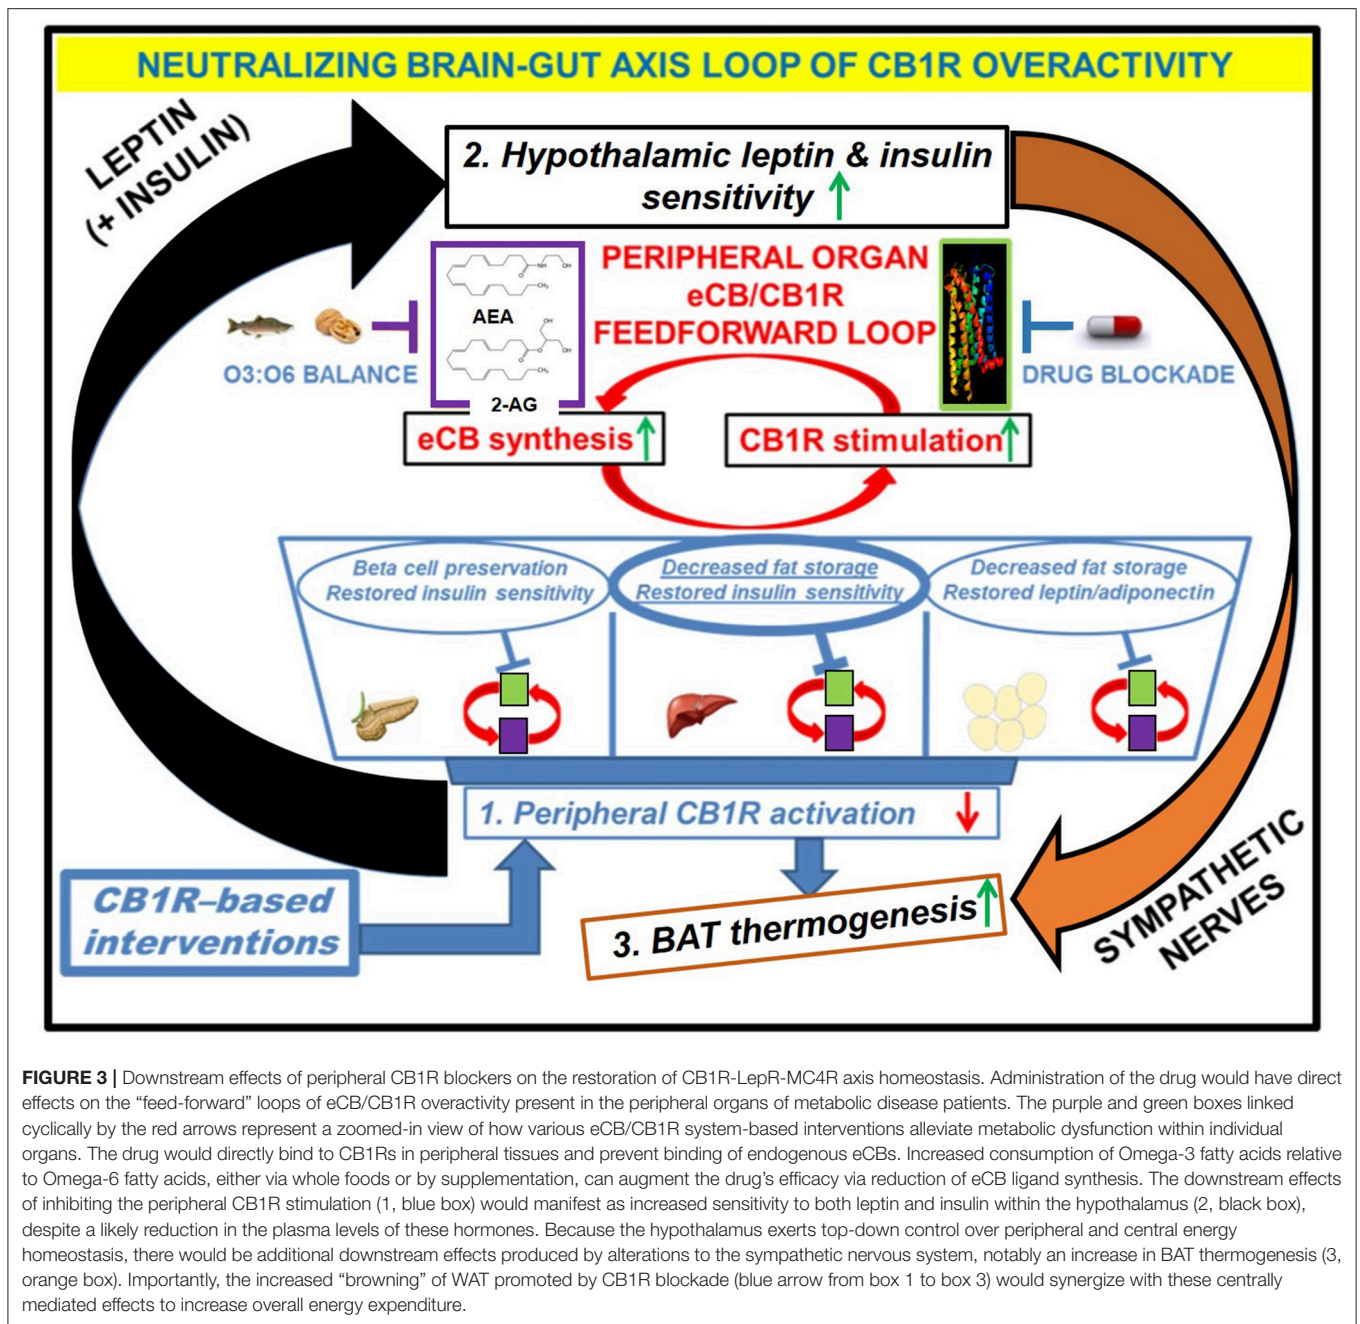 NEUTRALIZING BRAIN-GUT AXIS LOOP OF CB1R OVERACTIVITY
LEPTIN
(+ INSULIN)
2. Hypothalamic leptin & insulin
sensitivity
PERIPHERAL ORGAN
eCB/CB1R
FEEDFORWARD LOOP
O
N
H
OH
CH₃
AEA
OH
O
O
OH
CH₃
2-AG
O3:O6 BALANCE
DRUG BLOCKADE
eCB synthesis
CB1R stimulation
Beta cell preservation
Restored insulin sensitivity
Decreased fat storage
Restored insulin sensitivity
Decreased fat storage
Restored leptin/adiponectin
1. Peripheral CB1R activation
CB1R–based
interventions
3. BAT thermogenesis
SYMPATHETIC
NERVES
FIGURE 3 | Downstream effects of peripheral CB1R blockers on the restoration of CB1R-LepR-MC4R axis homeostasis. Administration of the drug would have direct
effects on the “feed-forward” loops of eCB/CB1R overactivity present in the peripheral organs of metabolic disease patients. The purple and green boxes linked
cyclically by the red arrows represent a zoomed-in view of how various eCB/CB1R system-based interventions alleviate metabolic dysfunction within individual
organs. The drug would directly bind to CB1Rs in peripheral tissues and prevent binding of endogenous eCBs. Increased consumption of Omega-3 fatty acids relative
to Omega-6 fatty acids, either via whole foods or by supplementation, can augment the drug’s efficacy via reduction of eCB ligand synthesis. The downstream effects
of inhibiting the peripheral CB1R stimulation (1, blue box) would manifest as increased sensitivity to both leptin and insulin within the hypothalamus (2, black box),
despite a likely reduction in the plasma levels of these hormones. Because the hypothalamus exerts top-down control over peripheral and central energy
homeostasis, there would be additional downstream effects produced by alterations to the sympathetic nervous system, notably an increase in BAT thermogenesis (3,
orange box). Importantly, the increased “browning” of WAT promoted by CB1R blockade (blue arrow from box 1 to box 3) would synergize with these centrally
mediated effects to increase overall energy expenditure.